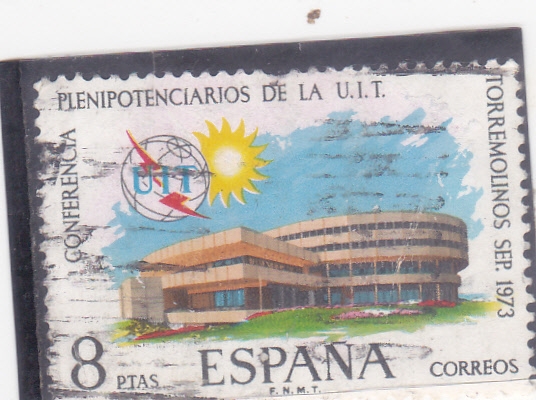 CONFERENCIA
PLENIPOTENCIARIOS DE LA U.I.T.
TORREMOLINOS SEP. 1973
UIT
8 PTAS
ESPAÑA
CORREOS
F.N.M.T.